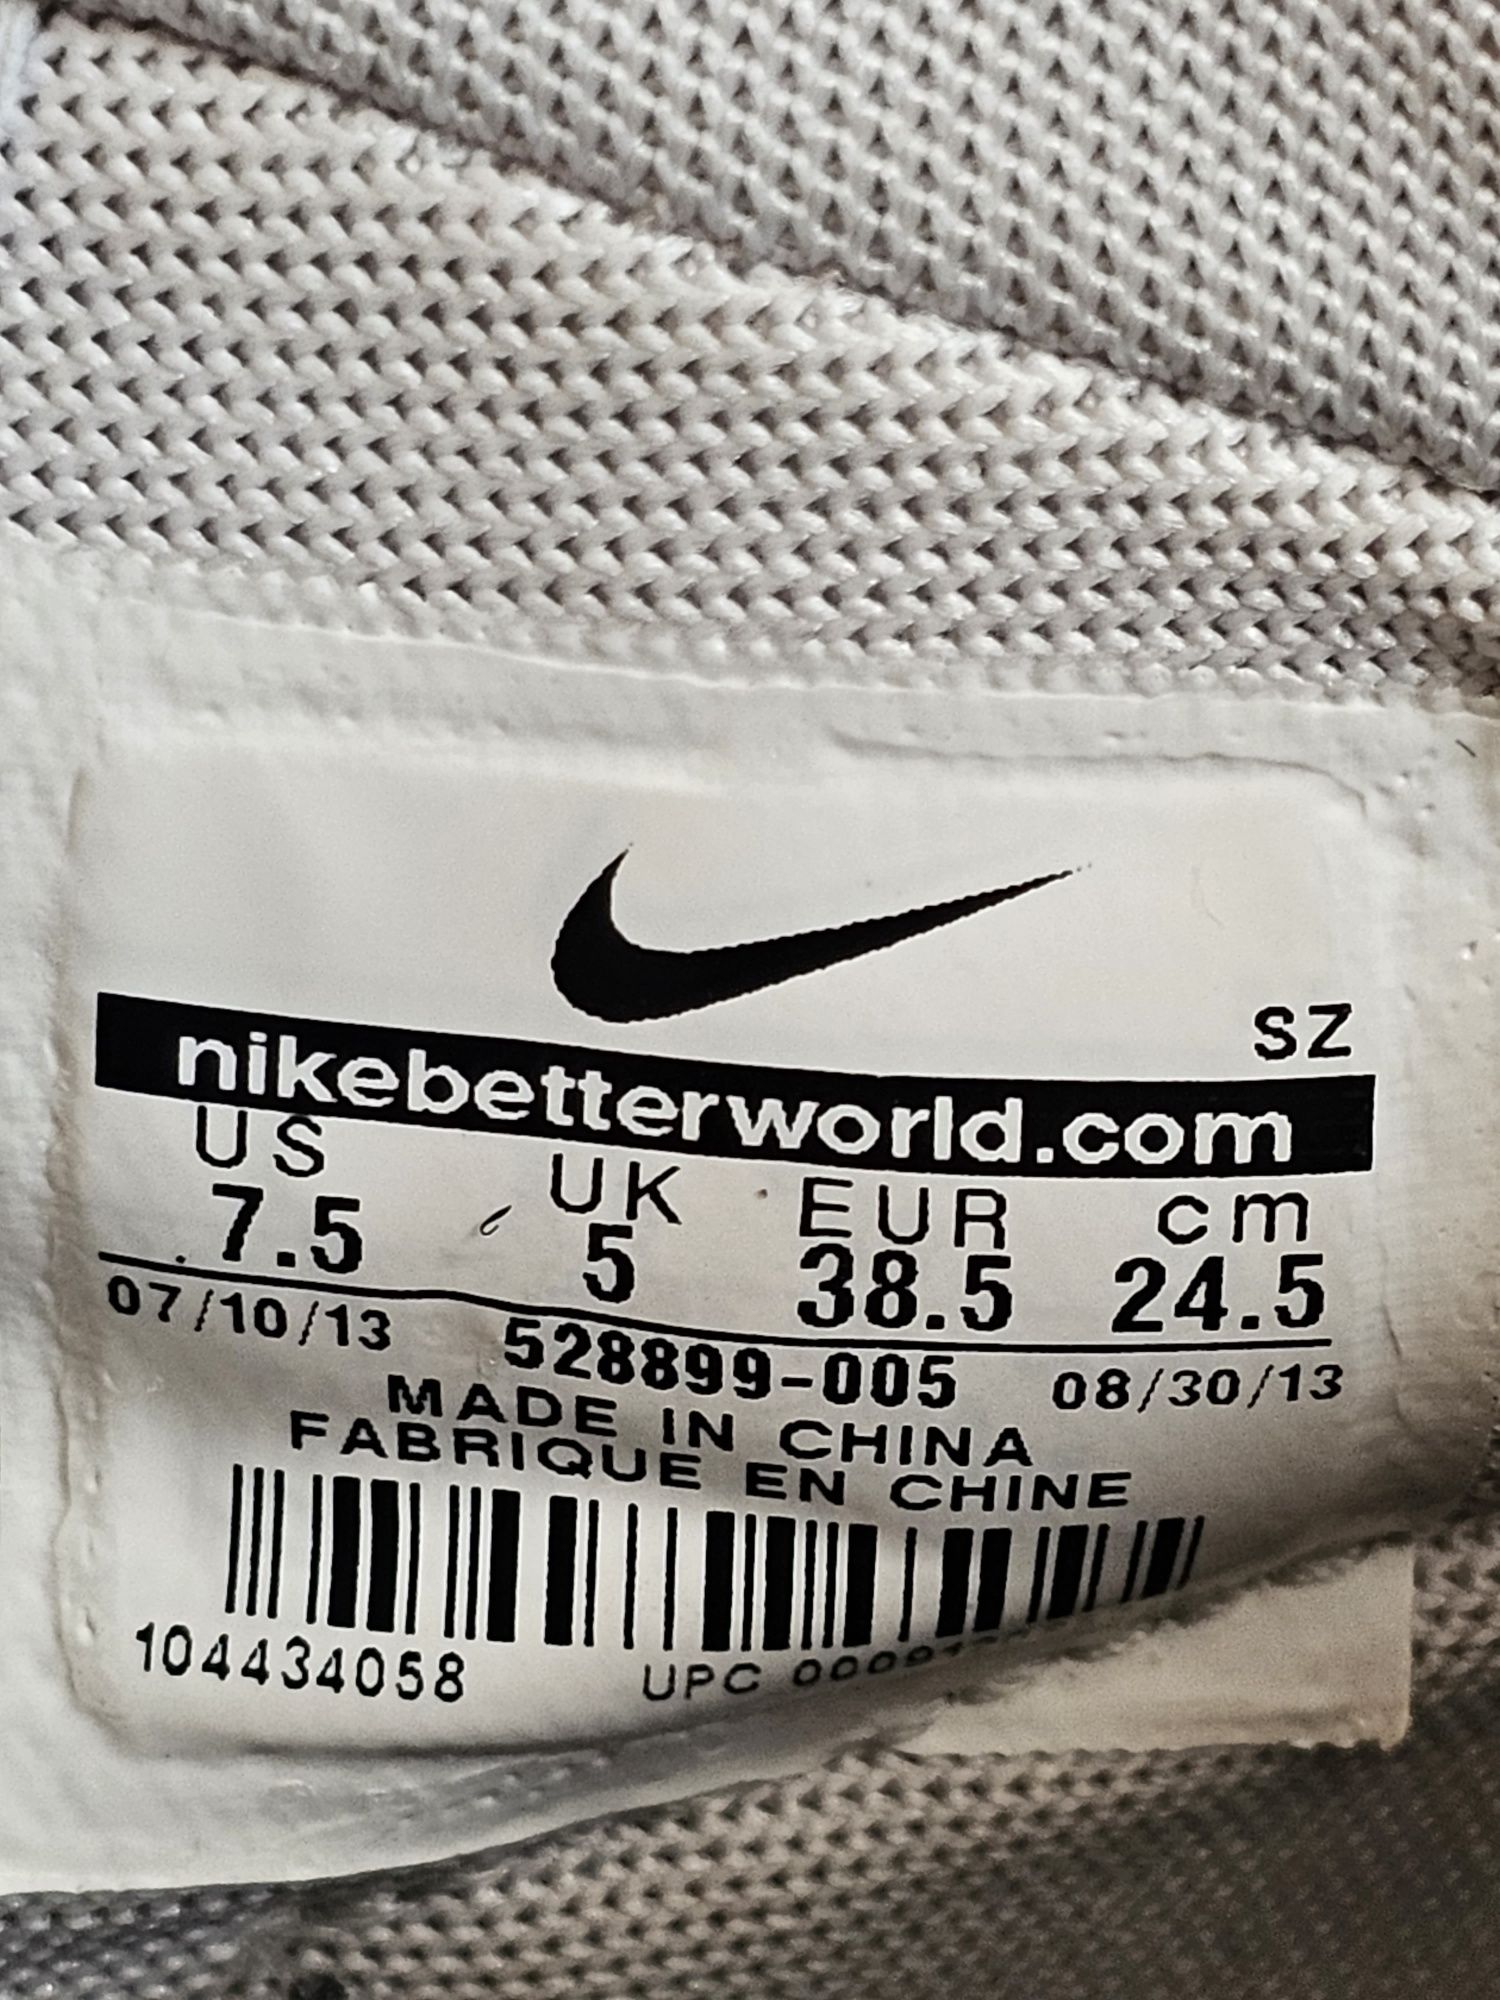 SZ
nikebetterworld.com
US UK EUR cm
7.5 5 38.5 24.5
07/10/13 528899-005 08/30/13
MADE IN CHINA
FABRIQUE EN CHINE
104434058 UPC